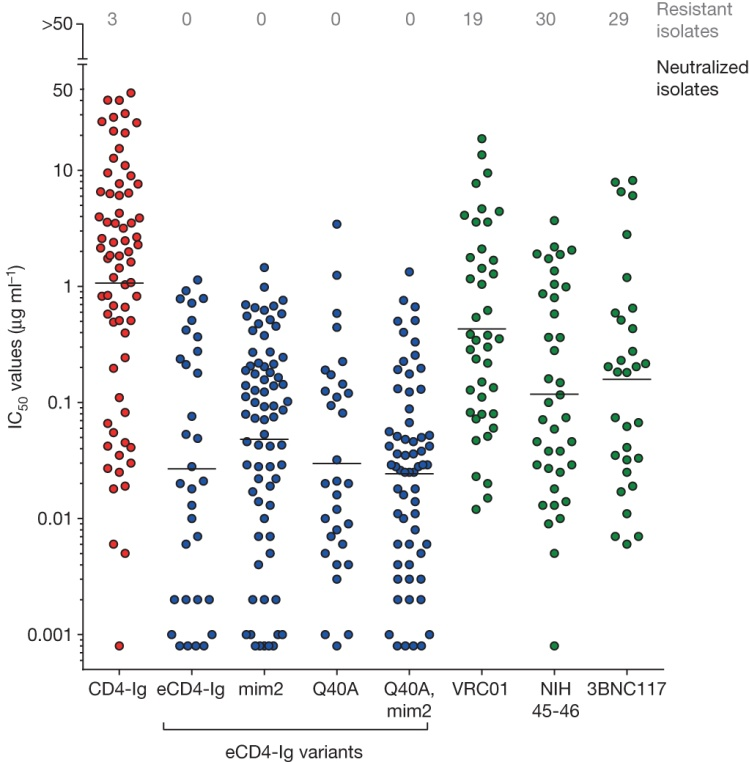 >50 3 0 0 0 0 19 30 29 Resistant
isolates
Neutralized
isolates
50
10
1
0.1
0.01
0.001
IC50 values (µg ml−1)
CD4-Ig eCD4-Ig mim2 Q40A Q40A, VRC01 NIH 3BNC117
mim2 45-46
eCD4-Ig variants